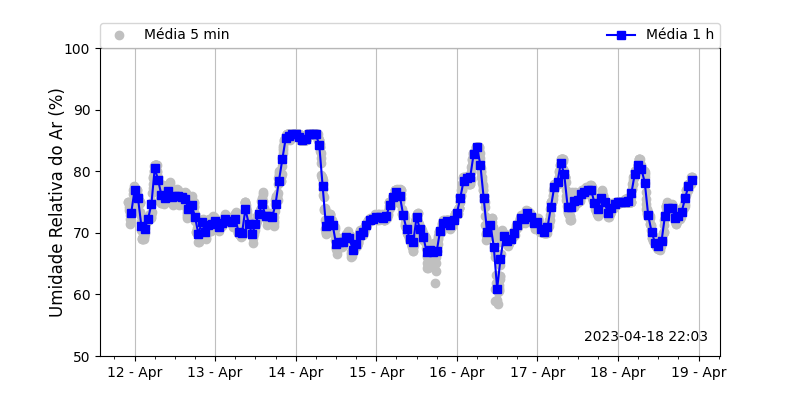 Média 5 min Média 1 h
Umidade Relativa do Ar (%)
100
90
80
70
60
50
2023-04-18 22:03
12 - Apr 13 - Apr 14 - Apr 15 - Apr 16 - Apr 17 - Apr 18 - Apr 19 - Apr